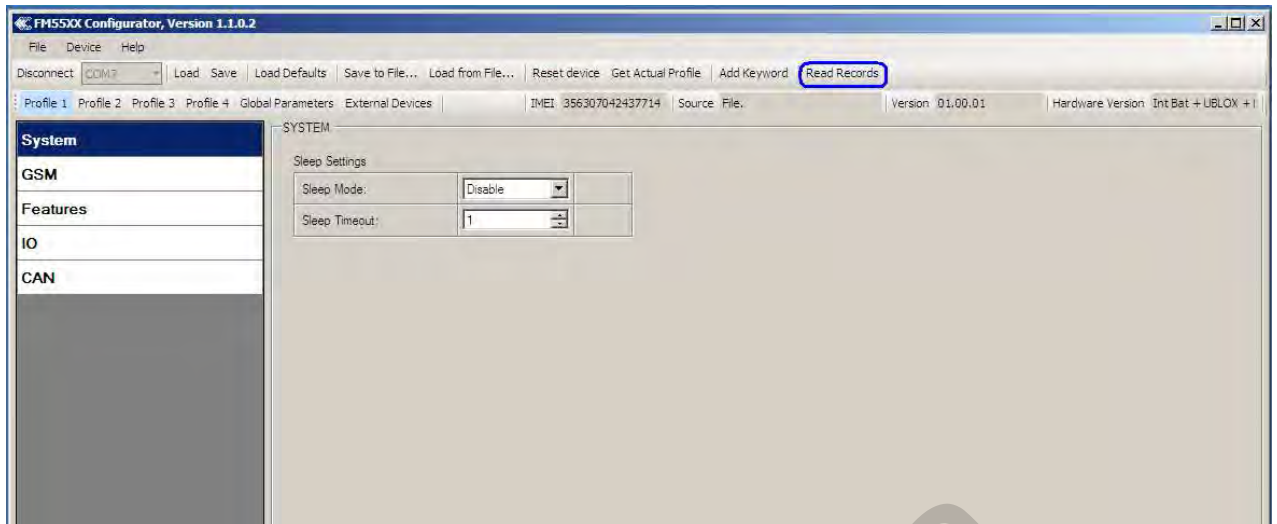 FM55XX Configurator, Version 1.1.0.2
File Device Help
Disconnect COM7 Load Save Load Defaults Save to File... Load from File... Reset device Get Actual Profile Add Keyword Read Records
Profile 1 Profile 2 Profile 3 Profile 4 Global Parameters External Devices IMEI 356307042437714 Source File. Version 01.00.01 Hardware Version Int Bat + UBLOX +
System
GSM
Features
IO
CAN
SYSTEM
Sleep Settings
Sleep Mode: Disable
Sleep Timeout: 1